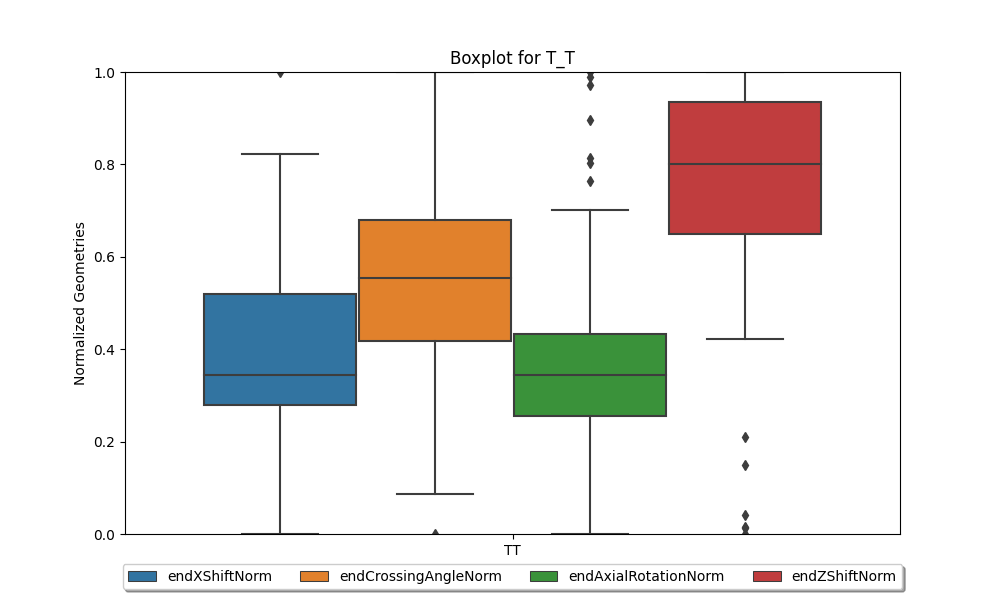 Boxplot for T_T
Normalized Geometries
1.0
0.8
0.6
0.4
0.2
0.0
TT
endXShiftNorm endCrossingAngleNorm endAxialRotationNorm endZShiftNorm